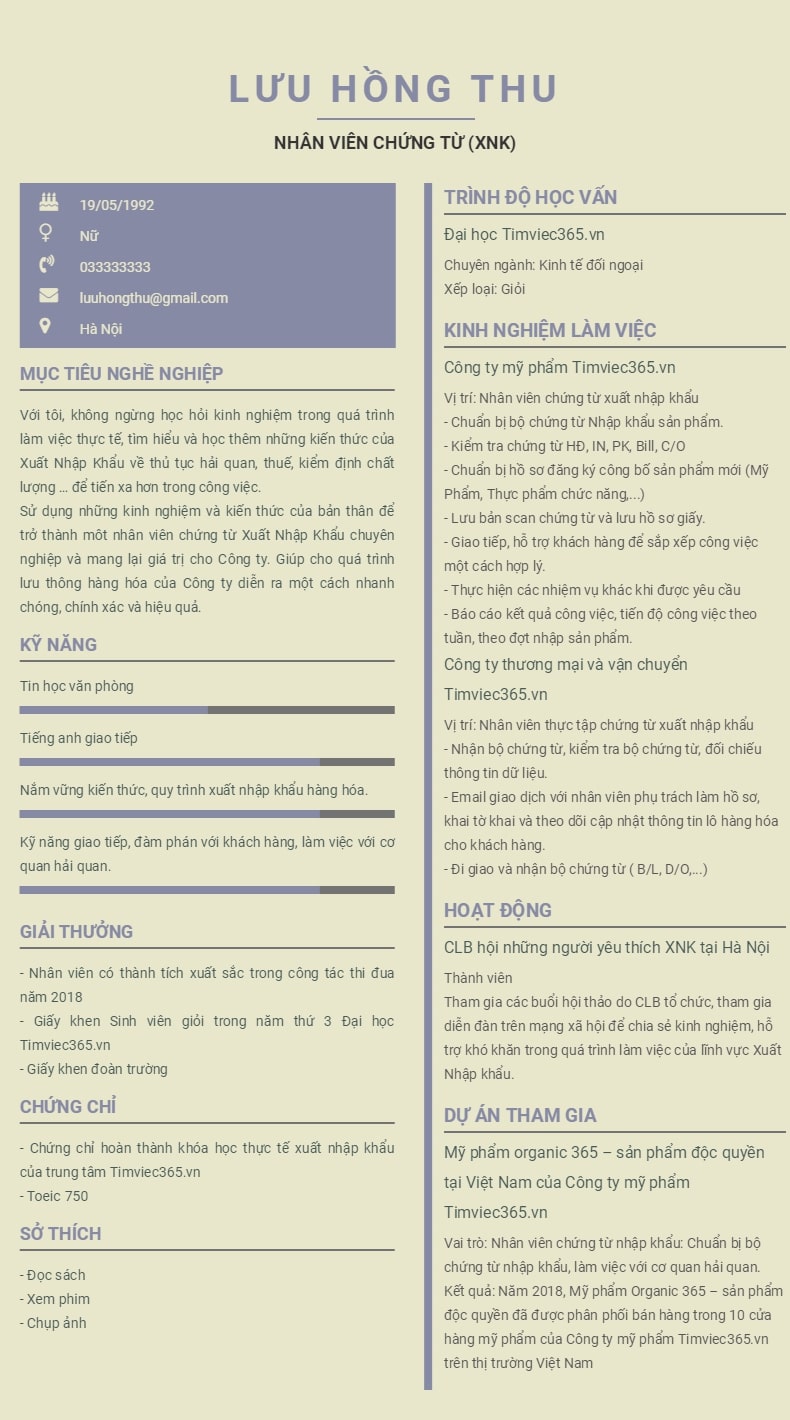 LƯU HỒNG THU
NHÂN VIÊN CHỨNG TỪ (XNK)
19/05/1992
Nữ
033333333
luuhongthu@gmail.com
Hà Nội
MỤC TIÊU NGHỀ NGHIỆP
Với tôi, không ngừng học hỏi kinh nghiệm trong quá trình
làm việc thực tế, tìm hiểu và học thêm những kiến thức của
Xuất Nhập Khẩu về thủ tục hải quan, thuế, kiểm định chất
lượng ... để tiến xa hơn trong công việc.
Sử dụng những kinh nghiệm và kiến thức của bản thân để
trở thành môt nhân viên chứng từ Xuất Nhập Khẩu chuyên
nghiệp và mang lại giá trị cho Công ty. Giúp cho quá trình
lưu thông hàng hóa của Công ty diễn ra một cách nhanh
chóng, chính xác và hiệu quả.
KỸ NĂNG
Tin học văn phòng
Tiếng anh giao tiếp
Nắm vững kiến thức, quy trình xuất nhập khẩu hàng hóa.
Kỹ năng giao tiếp, đàm phán với khách hàng, làm việc với cơ
quan hải quan.
GIẢI THƯỞNG
- Nhân viên có thành tích xuất sắc trong công tác thi đua
năm 2018
- Giấy khen Sinh viên giỏi trong năm thứ 3 Đại học
Timviec365.vn
- Giấy khen đoàn trường
CHỨNG CHỈ
- Chứng chỉ hoàn thành khóa học thực tế xuất nhập khẩu
của trung tâm Timviec365.vn
- Toeic 750
SỞ THÍCH
- Đọc sách
- Xem phim
- Chụp ảnh
TRÌNH ĐỘ HỌC VẤN
Đại học Timviec365.vn
Chuyên ngành: Kinh tế đối ngoại
Xếp loại: Giỏi
KINH NGHIỆM LÀM VIỆC
Công ty mỹ phẩm Timviec365.vn
Vị trí: Nhân viên chứng từ xuất nhập khẩu
- Chuẩn bị bộ chứng từ Nhập khẩu sản phẩm.
- Kiểm tra chứng từ HĐ, IN, PK, Bill, C/O
- Chuẩn bị hồ sơ đăng ký công bố sản phẩm mới (Mỹ
Phẩm, Thực phẩm chức năng,...)
- Lưu bản scan chứng từ và lưu hồ sơ giấy.
- Giao tiếp, hỗ trợ khách hàng để sắp xếp công việc
một cách hợp lý.
- Thực hiện các nhiệm vụ khác khi được yêu cầu
- Báo cáo kết quả công việc, tiến độ công việc theo
tuần, theo đợt nhập sản phẩm.
Công ty thương mại và vận chuyển
Timviec365.vn
Vị trí: Nhân viên thực tập chứng từ xuất nhập khẩu
- Nhận bộ chứng từ, kiểm tra bộ chứng từ, đối chiếu
thông tin dữ liệu.
- Email giao dịch với nhân viên phụ trách làm hồ sơ,
khai tờ khai và theo dõi cập nhật thông tin lô hàng hóa
cho khách hàng.
- Đi giao và nhận bộ chứng từ ( B/L, D/O,...)
HOẠT ĐỘNG
CLB hội những người yêu thích XNK tại Hà Nội
Thành viên
Tham gia các buổi hội thảo do CLB tổ chức, tham gia
diễn đàn trên mạng xã hội để chia sẻ kinh nghiệm, hỗ
trợ khó khăn trong quá trình làm việc của lĩnh vực Xuất
Nhập khẩu.
DỰ ÁN THAM GIA
Mỹ phẩm organic 365 – sản phẩm độc quyền
tại Việt Nam của Công ty mỹ phẩm
Timviec365.vn
Vai trò: Nhân viên chứng từ nhập khẩu: Chuẩn bị bộ
chứng từ nhập khẩu, làm việc với cơ quan hải quan.
Kết quả: Năm 2018, Mỹ phẩm Organic 365 – sản phẩm
độc quyền đã được phân phối bán hàng trong 10 cửa
hàng mỹ phẩm của Công ty mỹ phẩm Timviec365.vn
trên thị trường Việt Nam